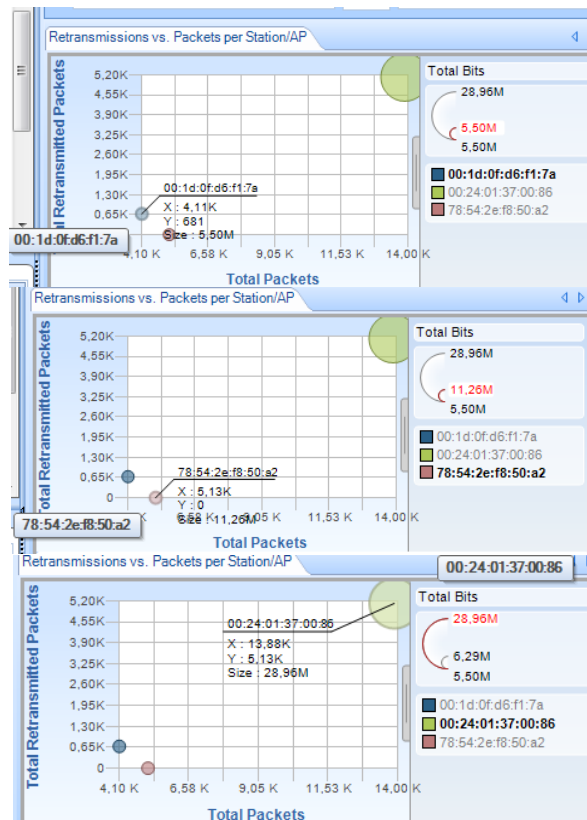 Retransmissions vs. Packets per Station/AP
Total Retransmitted Packets
5,20K
4,55K
3,90K
3,25K
2,60K
1,95K
1,30K
0,65K
0
00:1d:0f:d6:f1:7a
X : 4,11K
Y : 681
Size : 5,50M
00:1d:0f:d6:f1:7a
4,10 K 6,58 K 9,05 K 11,53 K 14,00 K
Total Packets
Total Bits
28,96M
5,50M
5,50M
00:1d:0f:d6:f1:7a
00:24:01:37:00:86
78:54:2e:f8:50:a2
Retransmissions vs. Packets per Station/AP
Total Retransmitted Packets
5,20K
4,55K
3,90K
3,25K
2,60K
1,95K
1,30K
0,65K
0
78:54:2e:f8:50:a2
X : 5,13K
Y : 0
Size : 11,26M
78:54:2e:f8:50:a2
K 6,58 K 9,05 K 11,53 K 14,00 K
Total Packets
Total Bits
28,96M
11,26M
5,50M
00:1d:0f:d6:f1:7a
00:24:01:37:00:86
78:54:2e:f8:50:a2
Retransmissions vs. Packets per Station/AP
00:24:01:37:00:86
Total Retransmitted Packets
5,20K
4,55K
3,90K
3,25K
2,60K
1,95K
1,30K
0,65K
0
00:24:01:37:00:86
X : 13,88K
Y : 5,13K
Size : 28,96M
4,10 K 6,58 K 9,05 K 11,53 K 14,00 K
Total Packets
Total Bits
28,96M
6,29M
5,50M
00:1d:0f:d6:f1:7a
00:24:01:37:00:86
78:54:2e:f8:50:a2